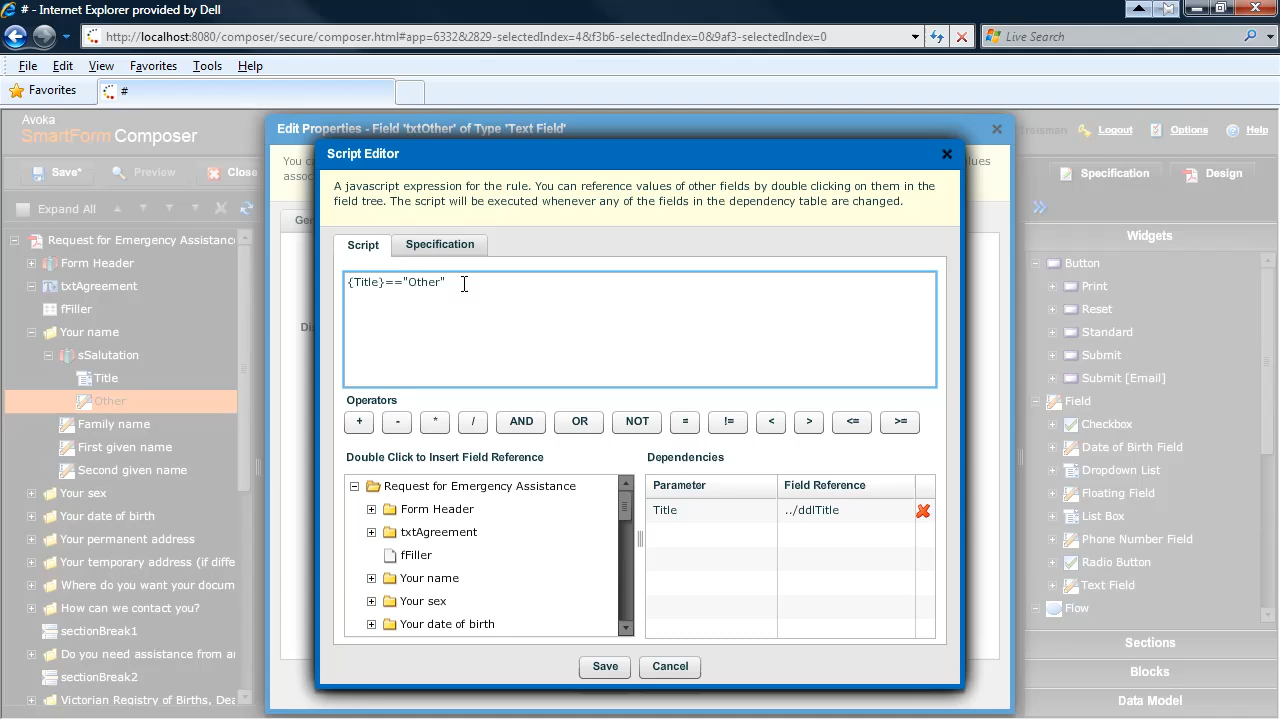 # - Internet Explorer provided by Dell
http://localhost:8080/composer/secure/composer.html#app=6332&2829-selectedIndex=4&f3b6-selectedIndex=0&9af3-selectedIndex=0
Live Search
File Edit View Favorites Tools Help
Favorites
#
Avoka
SmartForm Composer
Logout Options Help
Save* Preview Close
Expand All
Request for Emergency Assistanc
Form Header
txtAgreement
fFiller
Your name
sSalutation
Title
Other
Family name
First given name
Second given name
Your sex
Your date of birth
Your permanent address
Your temporary address (if diffe
Where do you want your docum
How can we contact you?
sectionBreak1
Do you need assistance from ar
sectionBreak2
Victorian Registry of Births, Dea
Edit Properties - Field 'txtOther' of Type 'Text Field'
Script Editor
A javascript expression for the rule. You can reference values of other fields by double clicking on them in the
field tree. The script will be executed whenever any of the fields in the dependency table are changed.
Script Specification
{Title}=="Other"
Operators
+ - * / AND OR NOT = != < > <= >=
Double Click to Insert Field Reference
Request for Emergency Assistance
Form Header
txtAgreement
fFiller
Your name
Your sex
Your date of birth
Dependencies
Parameter Field Reference
Title ../ddlTitle
Save Cancel
Specification Design
Widgets
Button
Print
Reset
Standard
Submit
Submit [Email]
Field
Checkbox
Date of Birth Field
Dropdown List
Floating Field
List Box
Phone Number Field
Radio Button
Text Field
Flow
Sections
Blocks
Data Model